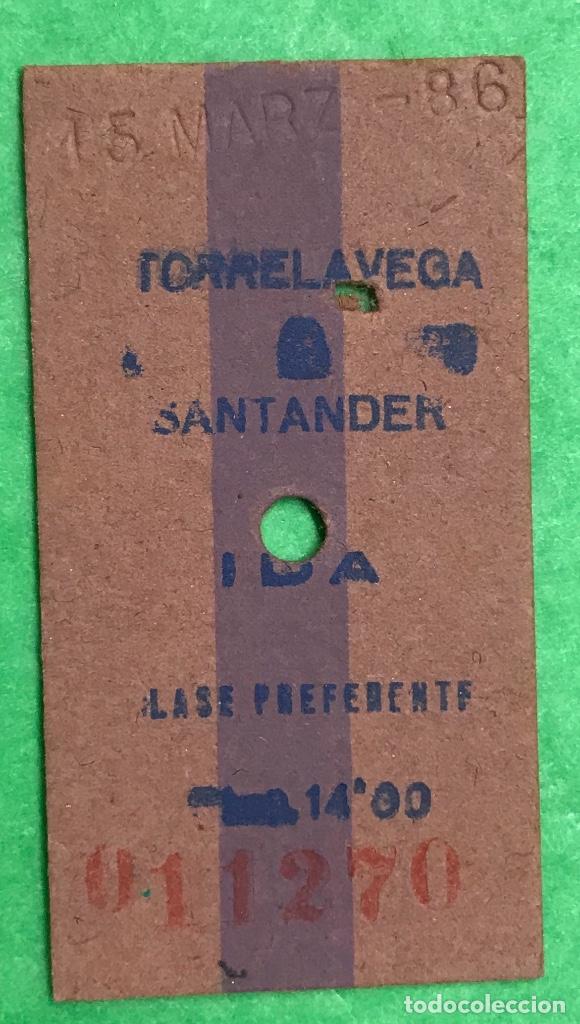 15 MARZ -86
TORRELAVEGA
SANTANDER
IDA
LASE PREFERENTE
14'00
011270
todocoleccion